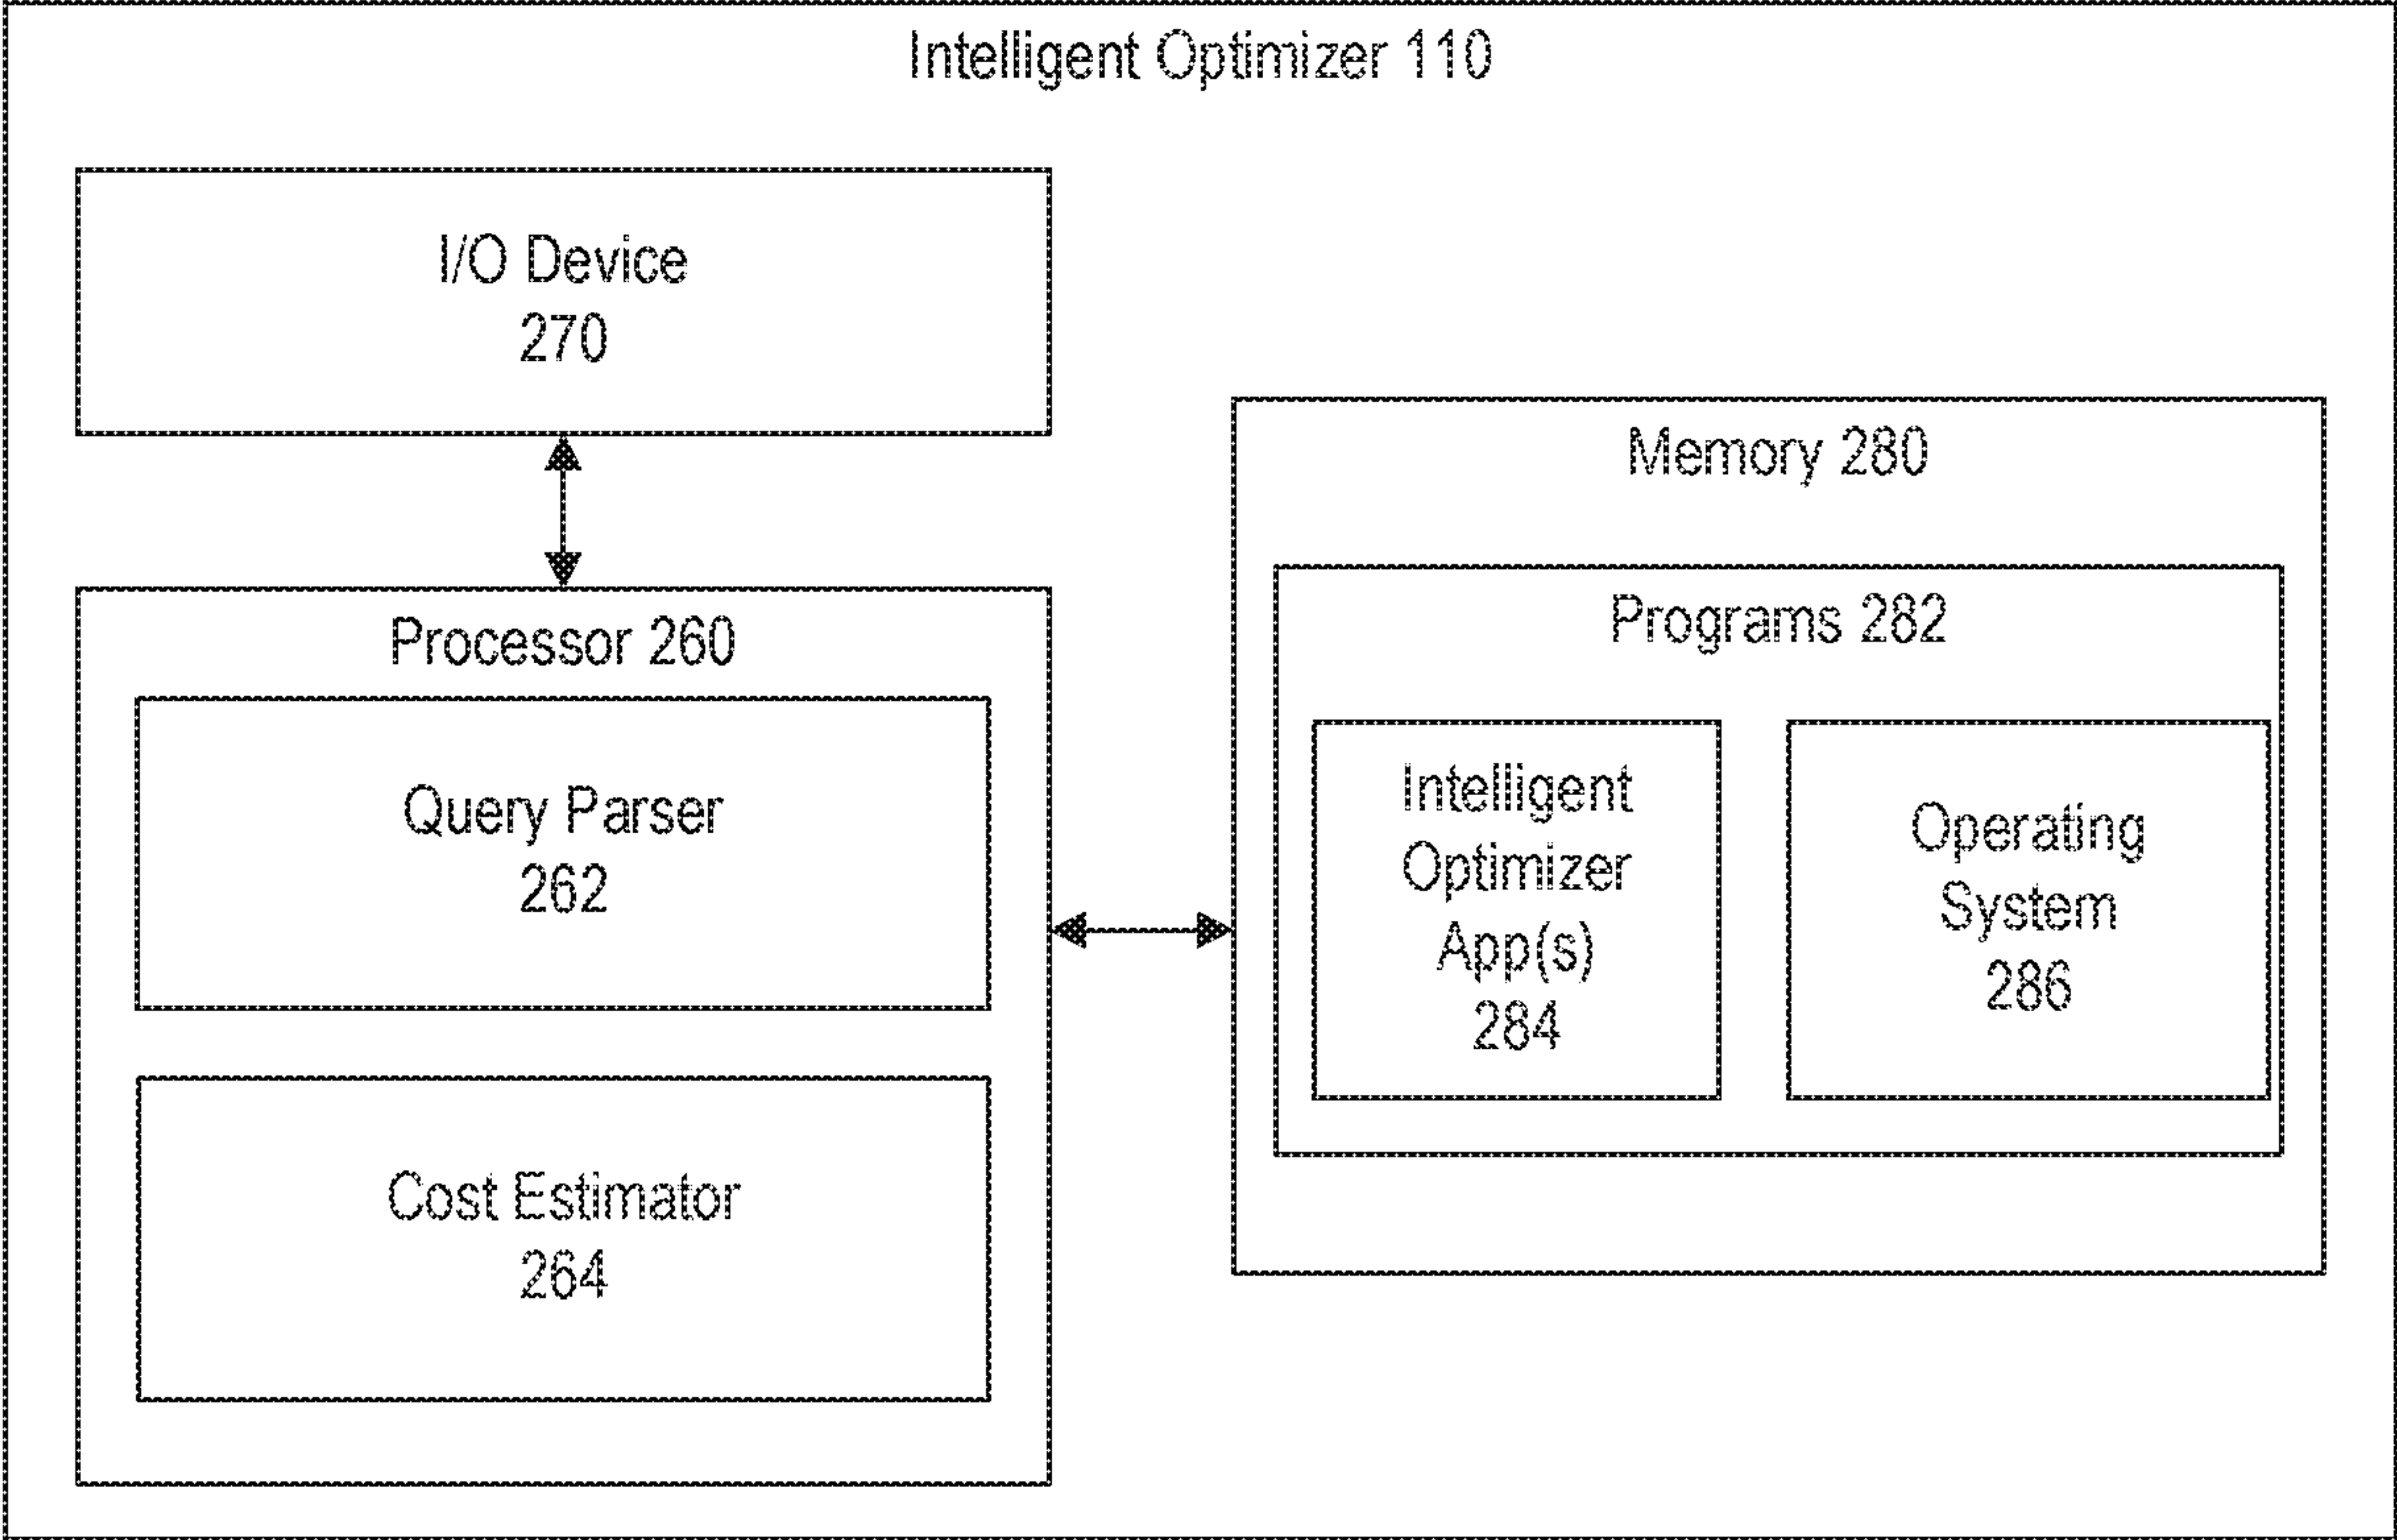 Intelligent Optimizer 110
I/O Device
270
Processor 260
Query Parser
262
Cost Estimator
264
Memory 280
Programs 282
Intelligent
Optimizer
App(s)
284
Operating
System
286